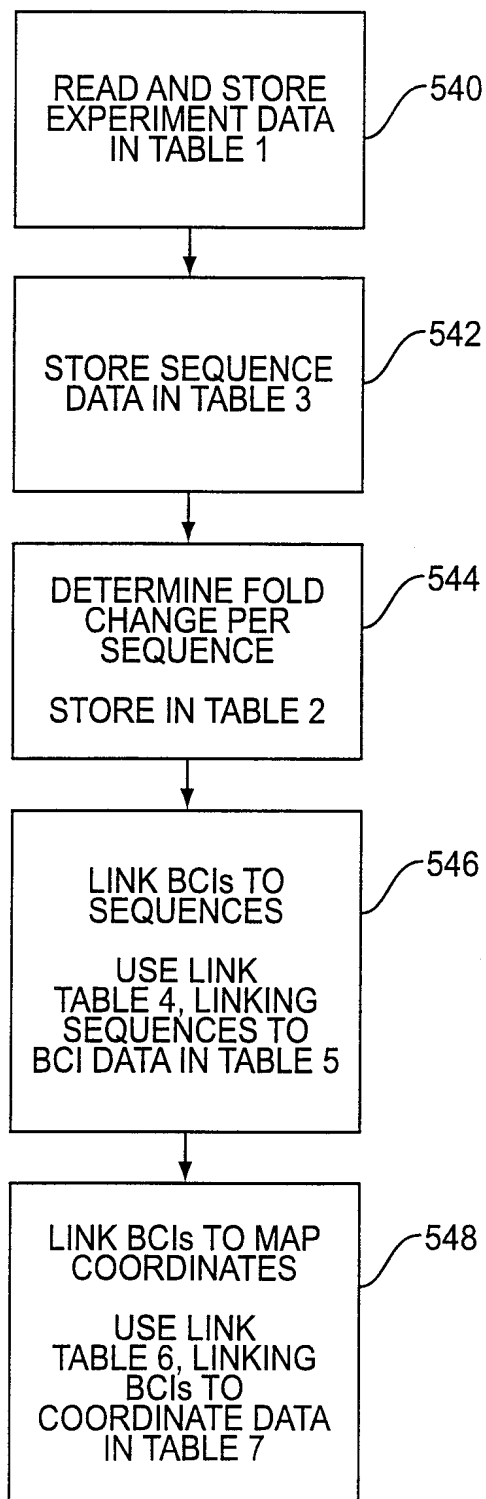 READ AND STORE
EXPERIMENT DATA
IN TABLE 1
540
STORE SEQUENCE
DATA IN TABLE 3
542
DETERMINE FOLD
CHANGE PER
SEQUENCE
STORE IN TABLE 2
544
LINK BCIs TO
SEQUENCES
USE LINK
TABLE 4, LINKING
SEQUENCES TO
BCI DATA IN TABLE 5
546
LINK BCIs TO MAP
COORDINATES
USE LINK
TABLE 6, LINKING
BCIs TO
COORDINATE DATA
IN TABLE 7
548